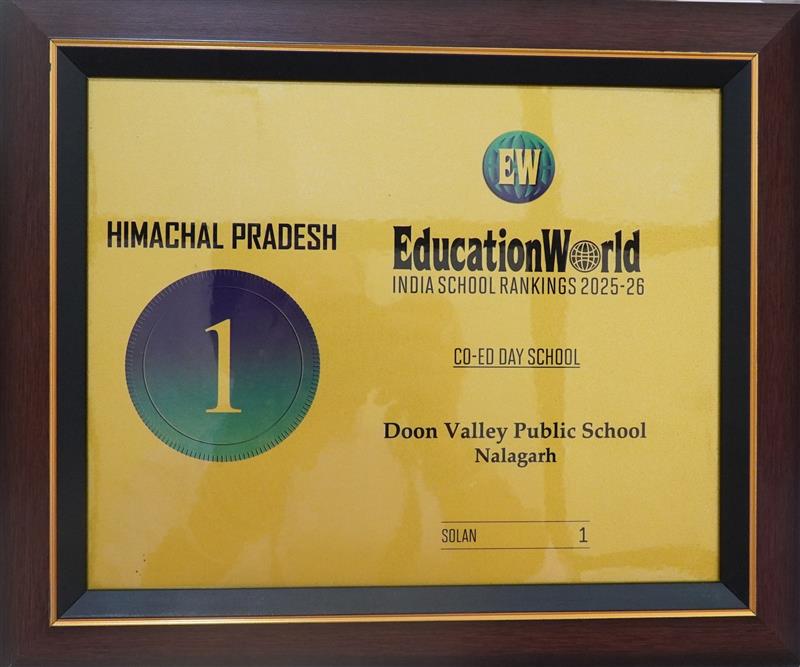 EW
HIMACHAL PRADESH
1
EducationWorld
INDIA SCHOOL RANKINGS 2025-26
CO-ED DAY SCHOOL
Doon Valley Public School
Nalagarh
SOLAN 1